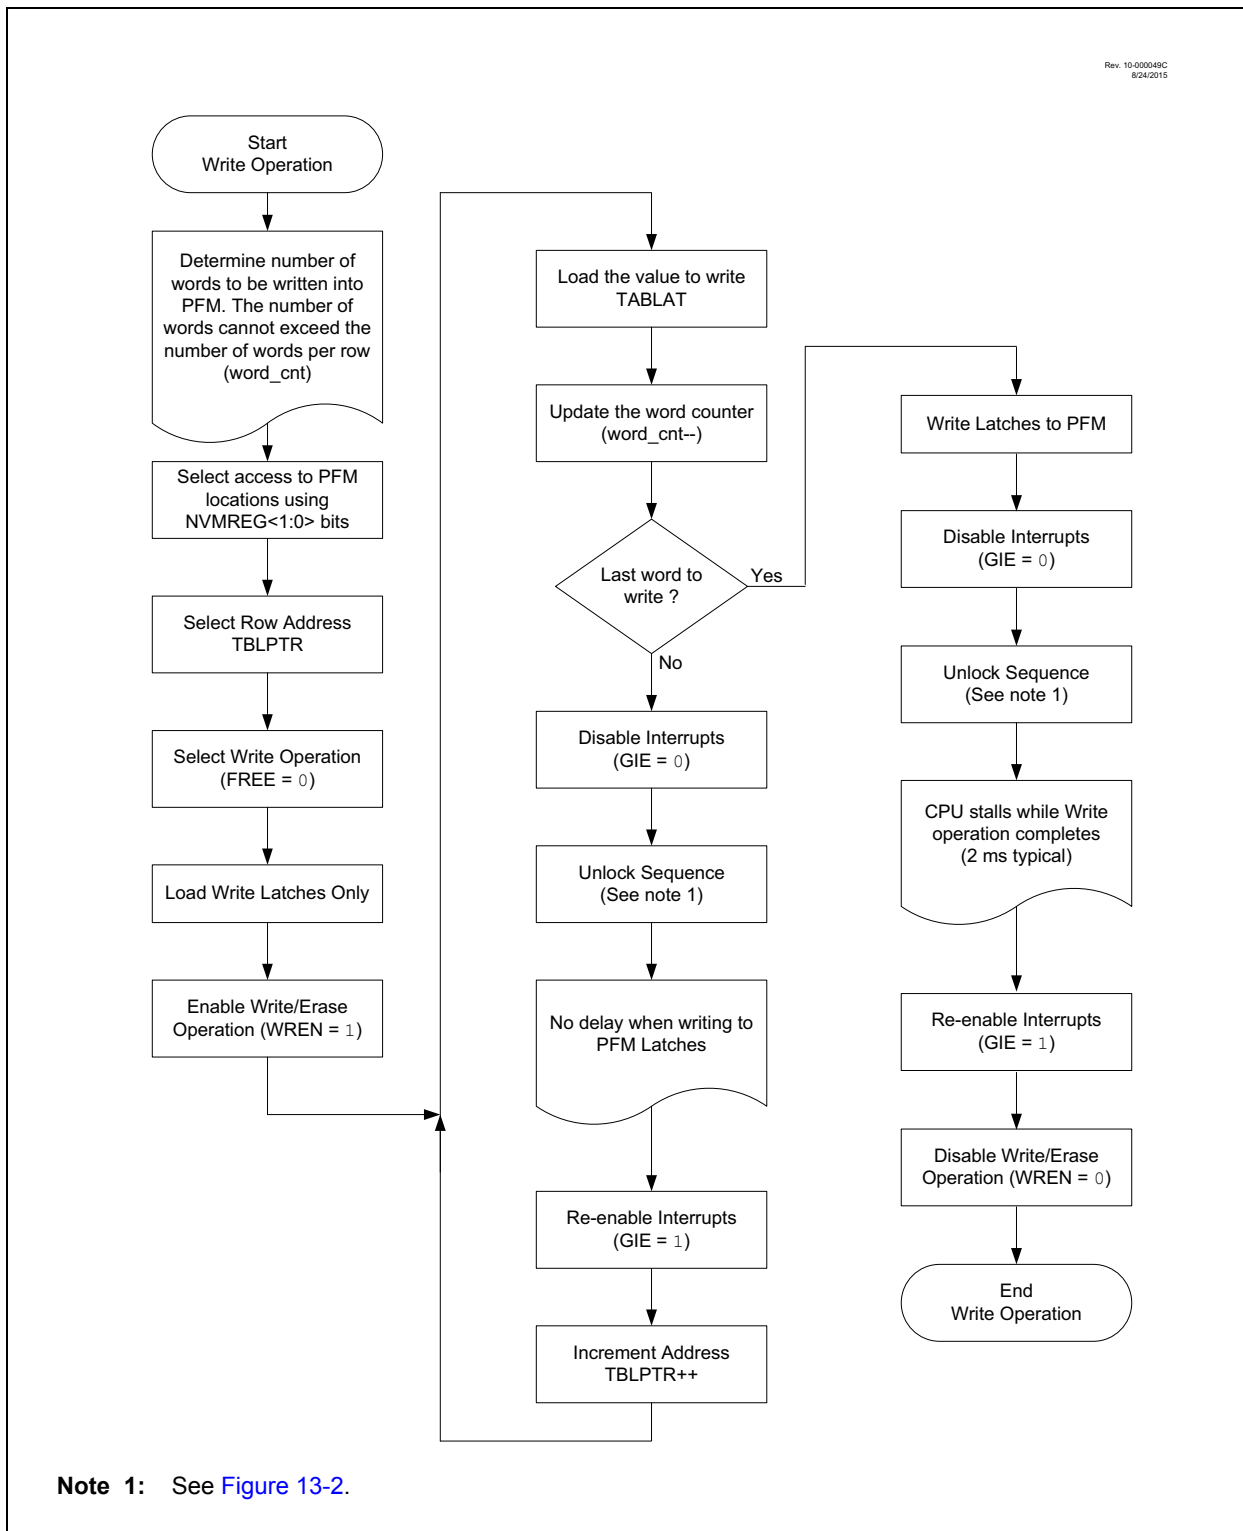 Rev. 10-000049C
8/24/2015
Start
Write Operation
Determine number of
words to be written into
PFM. The number of
words cannot exceed the
number of words per row
(word_cnt)
Select access to PFM
locations using
NVMREG<1:0> bits
Select Row Address
TBLPTR
Select Write Operation
(FREE = 0)
Load Write Latches Only
Enable Write/Erase
Operation (WREN = 1)
Load the value to write
TABLAT
Update the word counter
(word_cnt--)
Last word to
write ?
Yes
No
Disable Interrupts
(GIE = 0)
Unlock Sequence
(See note 1)
No delay when writing to
PFM Latches
Re-enable Interrupts
(GIE = 1)
Increment Address
TBLPTR++
Write Latches to PFM
Disable Interrupts
(GIE = 0)
Unlock Sequence
(See note 1)
CPU stalls while Write
operation completes
(2 ms typical)
Re-enable Interrupts
(GIE = 1)
Disable Write/Erase
Operation (WREN = 0)
End
Write Operation
Note 1: See Figure 13-2.